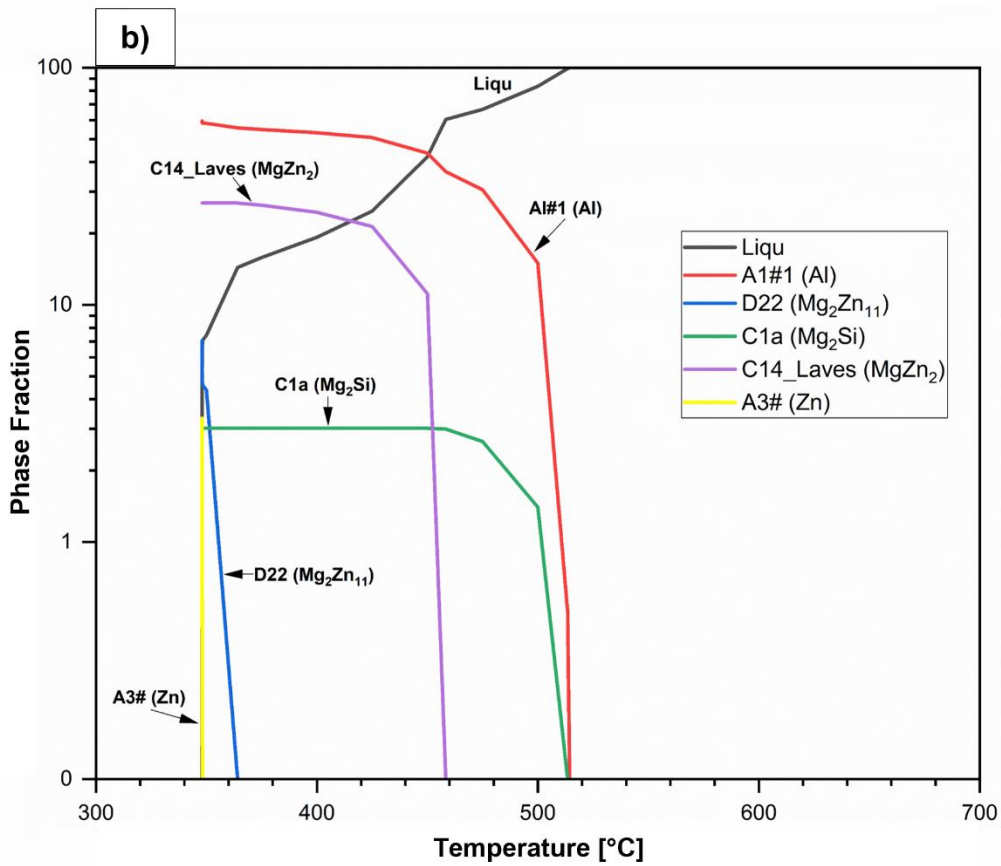 b)
100
10
1
0
Phase Fraction
Liqu
C14_Laves (MgZn₂)
Al#1 (Al)
C1a (Mg₂Si)
D22 (Mg₂Zn₁₁)
A3# (Zn)
Liqu
A1#1 (Al)
D22 (Mg₂Zn₁₁)
C1a (Mg₂Si)
C14_Laves (MgZn₂)
A3# (Zn)
300 400 500 600 700
Temperature [°C]